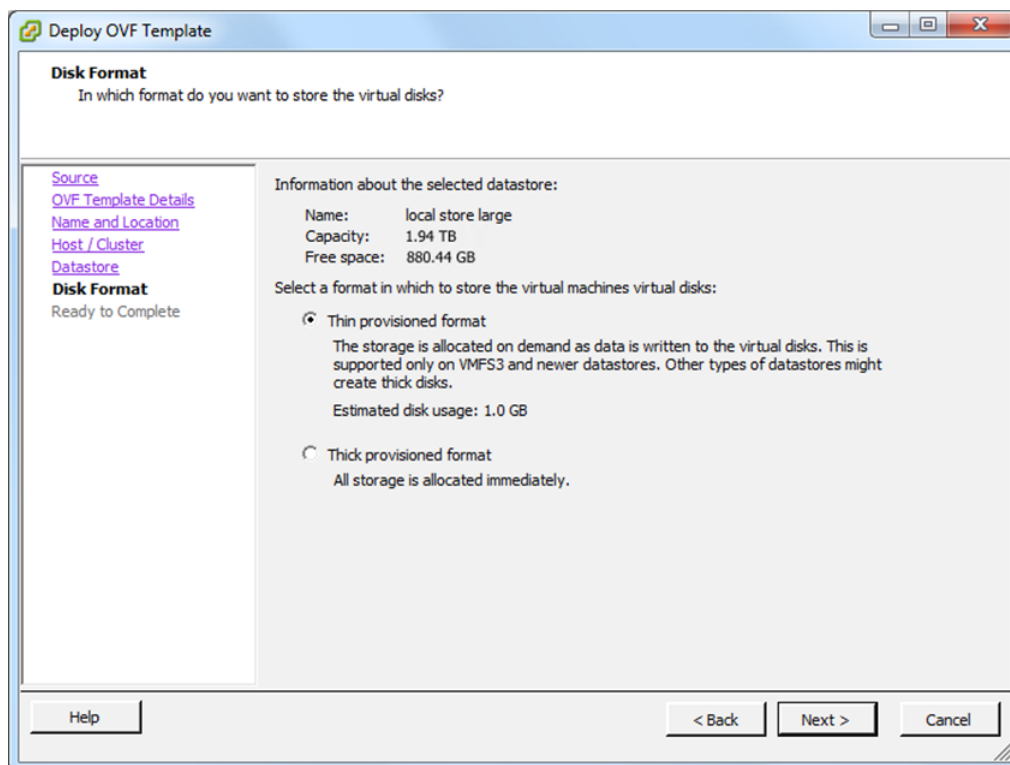 Deploy OVF Template
Disk Format
In which format do you want to store the virtual disks?
Source
OVF Template Details
Name and Location
Host / Cluster
Datastore
Disk Format
Ready to Complete
Information about the selected datastore:
Name: local store large
Capacity: 1.94 TB
Free space: 880.44 GB
Select a format in which to store the virtual machines virtual disks:
Thin provisioned format
The storage is allocated on demand as data is written to the virtual disks. This is
supported only on VMFS3 and newer datastores. Other types of datastores might
create thick disks.
Estimated disk usage: 1.0 GB
Thick provisioned format
All storage is allocated immediately.
Help
< Back
Next >
Cancel